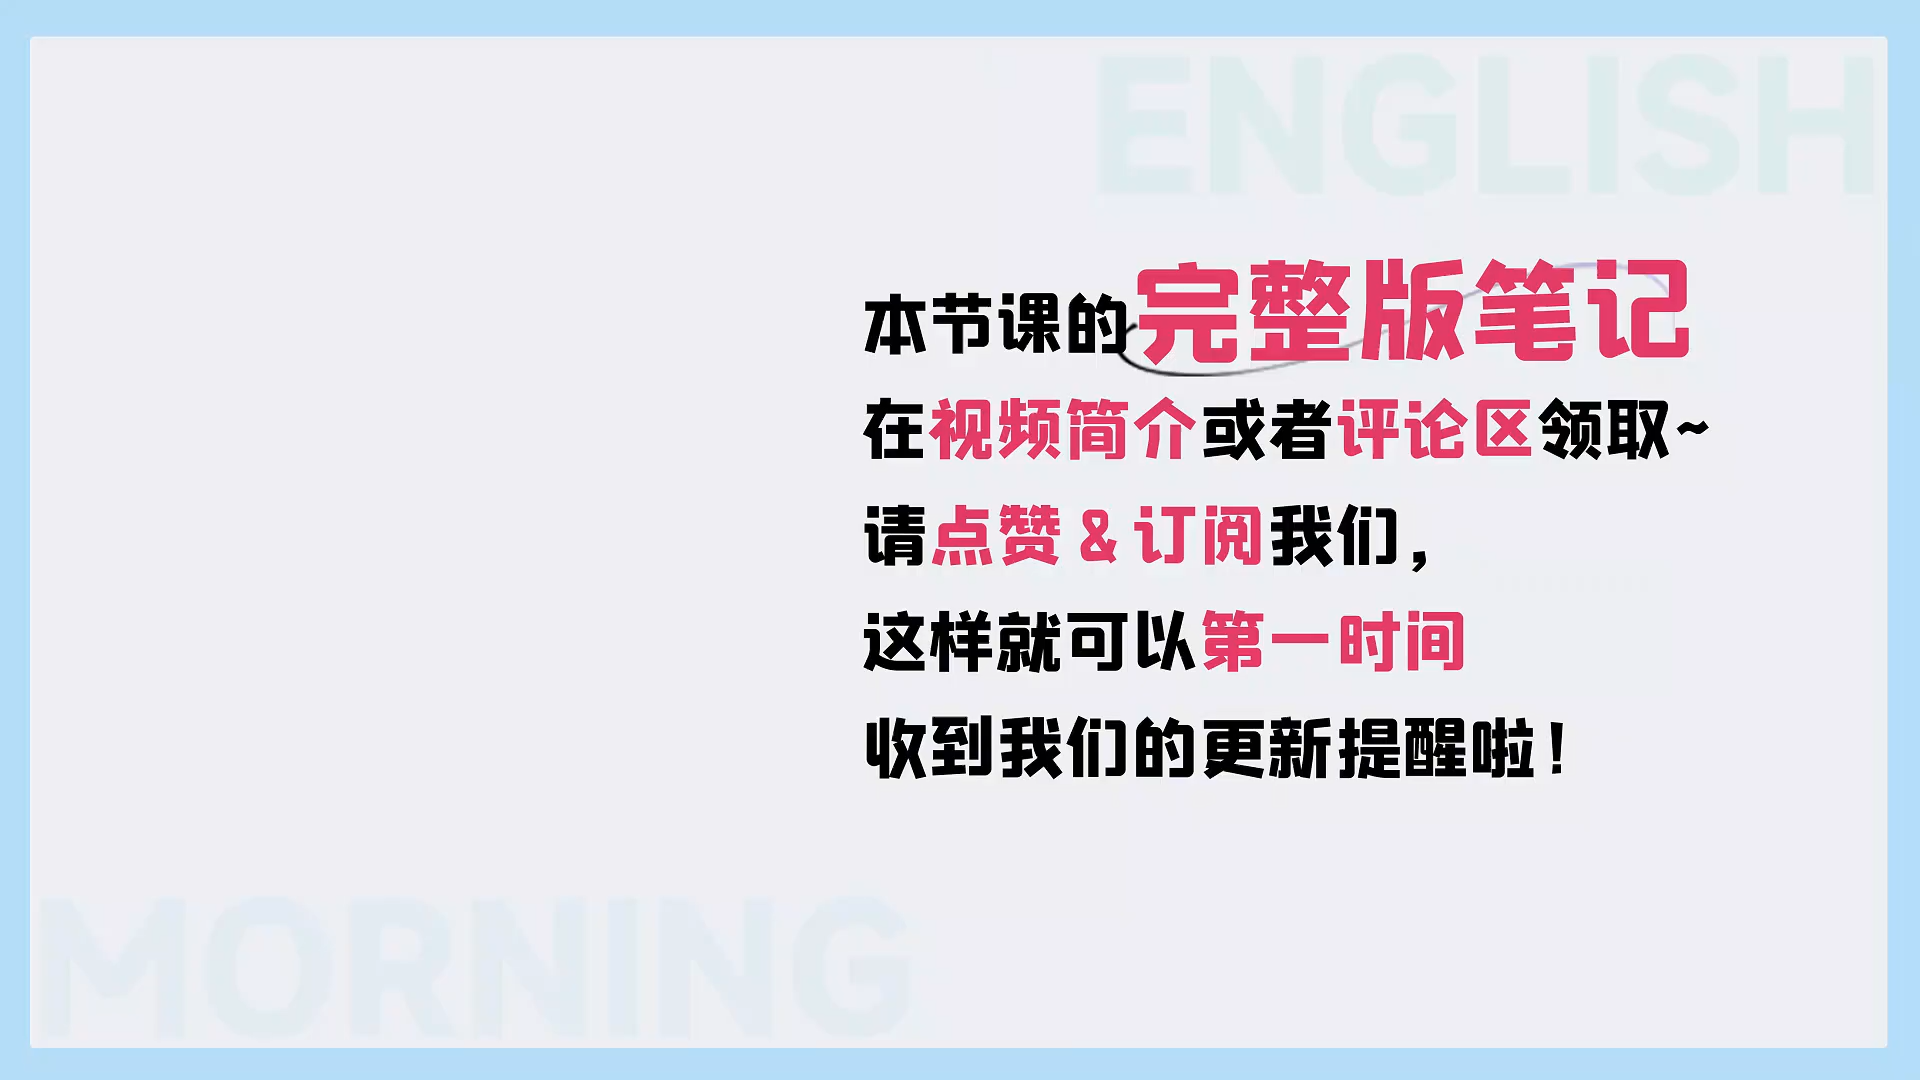 ENGLISH
本节课的完整版笔记
在视频简介或者评论区领取~
请点赞&订阅我们，
这样就可以第一时间
收到我们的更新提醒啦！
MORNING